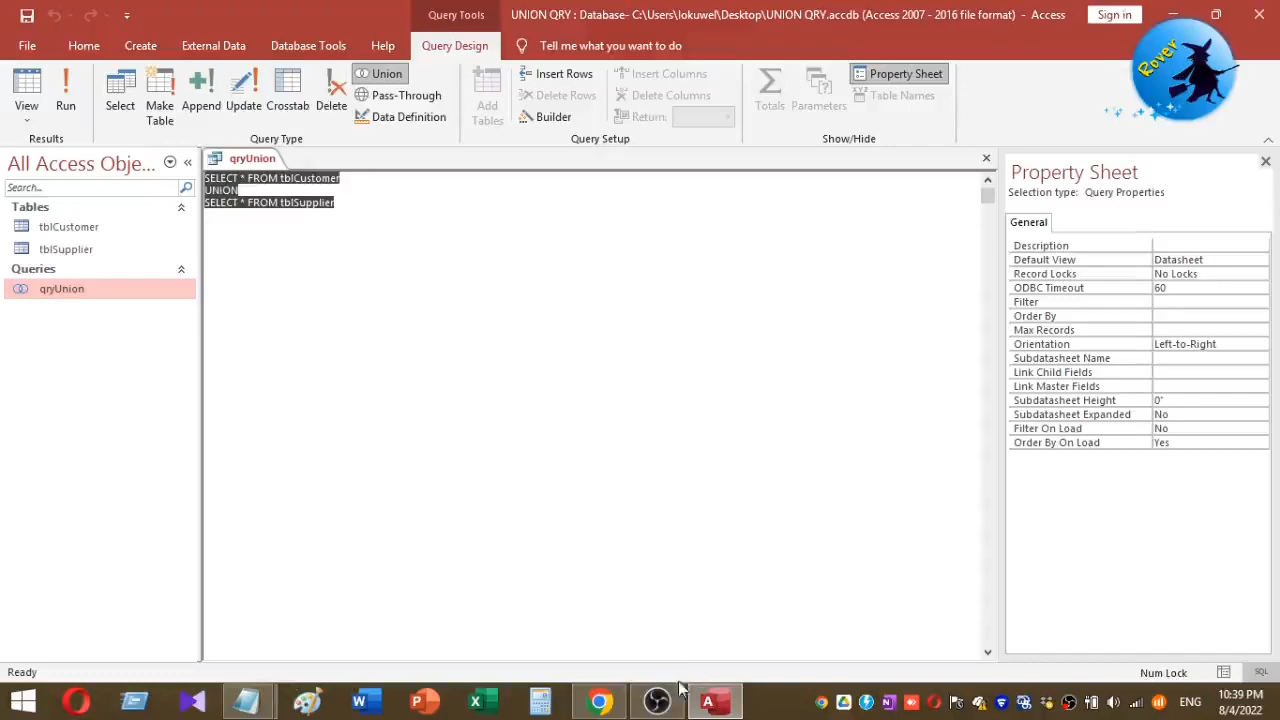 Query Tools
UNION QRY : Database- C:\Users\lokuwel\Desktop\UNION QRY.accdb (Access 2007 - 2016 file format) - Access
Sign in
File
Home
Create
External Data
Database Tools
Help
Query Design
Tell me what you want to do
View
Run
Select
Make Table
Append
Update
Crosstab
Delete
Union
Pass-Through
Data Definition
Add Tables
Insert Rows
Delete Rows
Builder
Insert Columns
Delete Columns
Return:
Totals
Parameters
Property Sheet
Table Names
Results
Query Type
Query Setup
Show/Hide
Rover
All Access Obje...
Search...
Tables
tblCustomer
tblSupplier
Queries
qryUnion
qryUnion
SELECT * FROM tblCustomer
UNION
SELECT * FROM tblSupplier
Property Sheet
Selection type: Query Properties
General
Description
Default View Datasheet
Record Locks No Locks
ODBC Timeout 60
Filter
Order By
Max Records
Orientation Left-to-Right
Subdatasheet Name
Link Child Fields
Link Master Fields
Subdatasheet Height 0"
Subdatasheet Expanded No
Filter On Load No
Order By On Load Yes
Ready
Num Lock
SQL
ENG
10:39 PM
8/4/2022